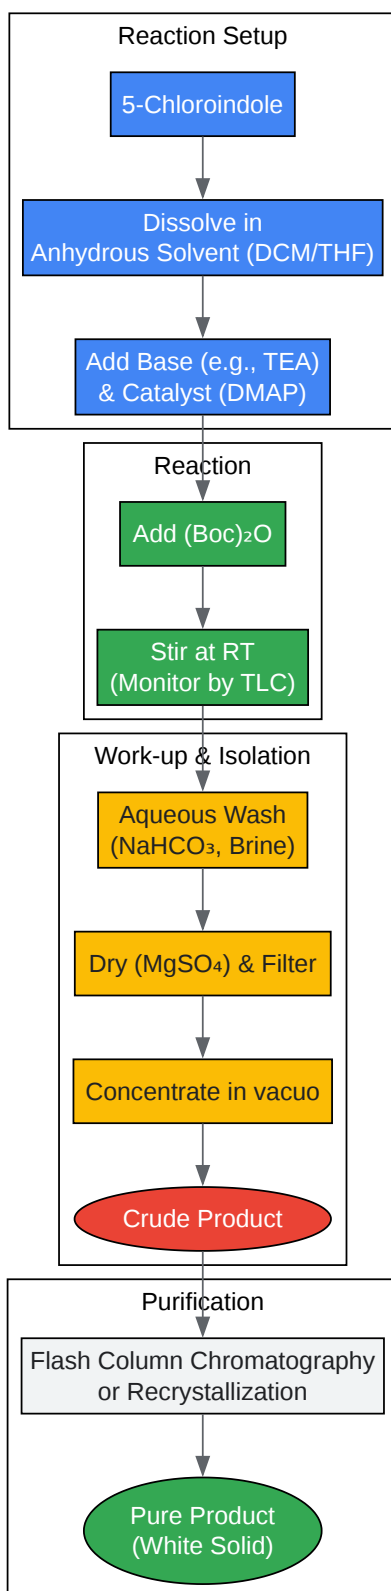 Reaction Setup
5-Chloroindole
Dissolve in
Anhydrous Solvent (DCM/THF)
Add Base (e.g., TEA)
& Catalyst (DMAP)
Reaction
Add (Boc)₂O
Stir at RT
(Monitor by TLC)
Work-up & Isolation
Aqueous Wash
(NaHCO₃, Brine)
Dry (MgSO₄) & Filter
Concentrate in vacuo
Crude Product
Purification
Flash Column Chromatography
or Recrystallization
Pure Product
(White Solid)